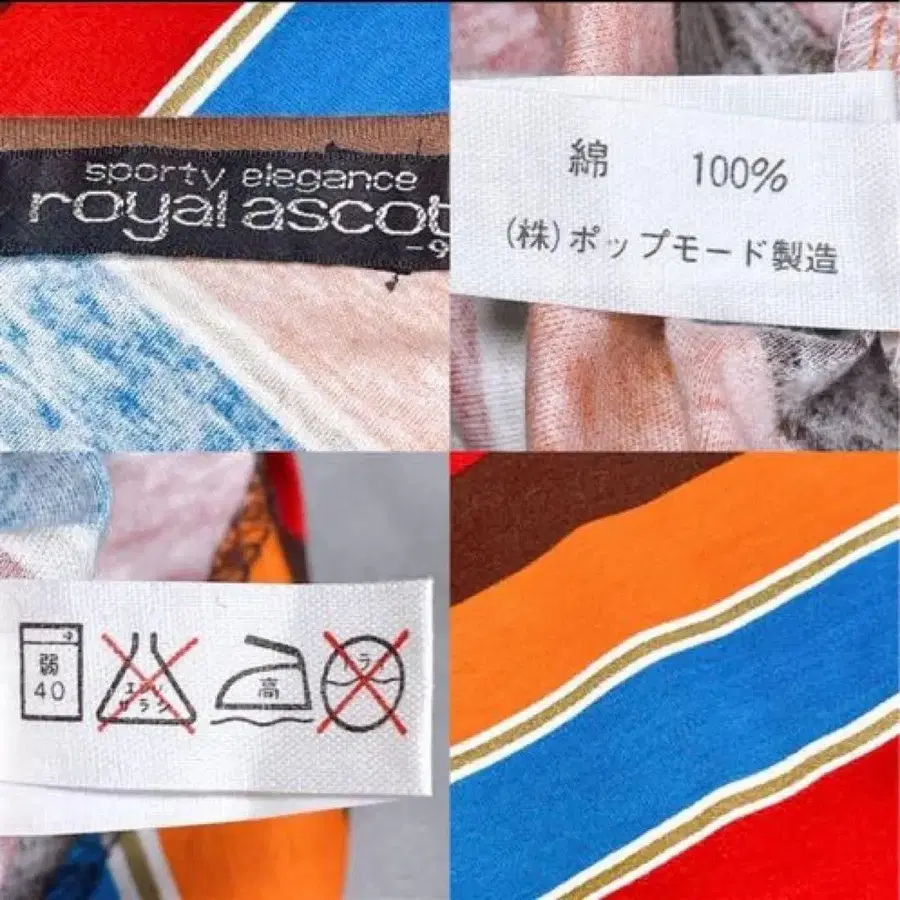 sporty elegance
royal ascot
-9
綿 100%
(株)ポップモード製造
弱
40
エンソ
サラシ
高
ドライ